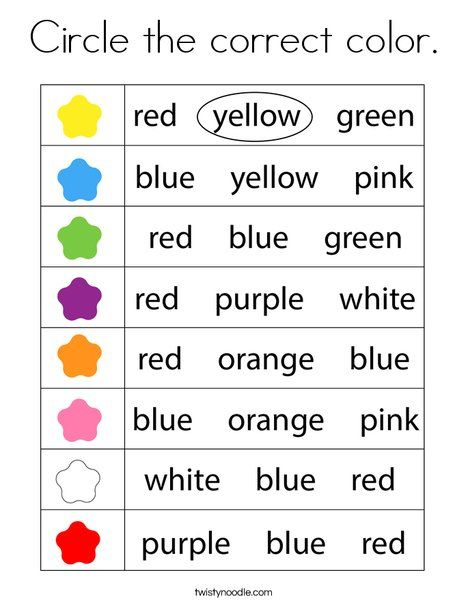 Circle the correct color.
red yellow green
blue yellow pink
red blue green
red purple white
red orange blue
blue orange pink
white blue red
purple blue red
twistynoodle.com